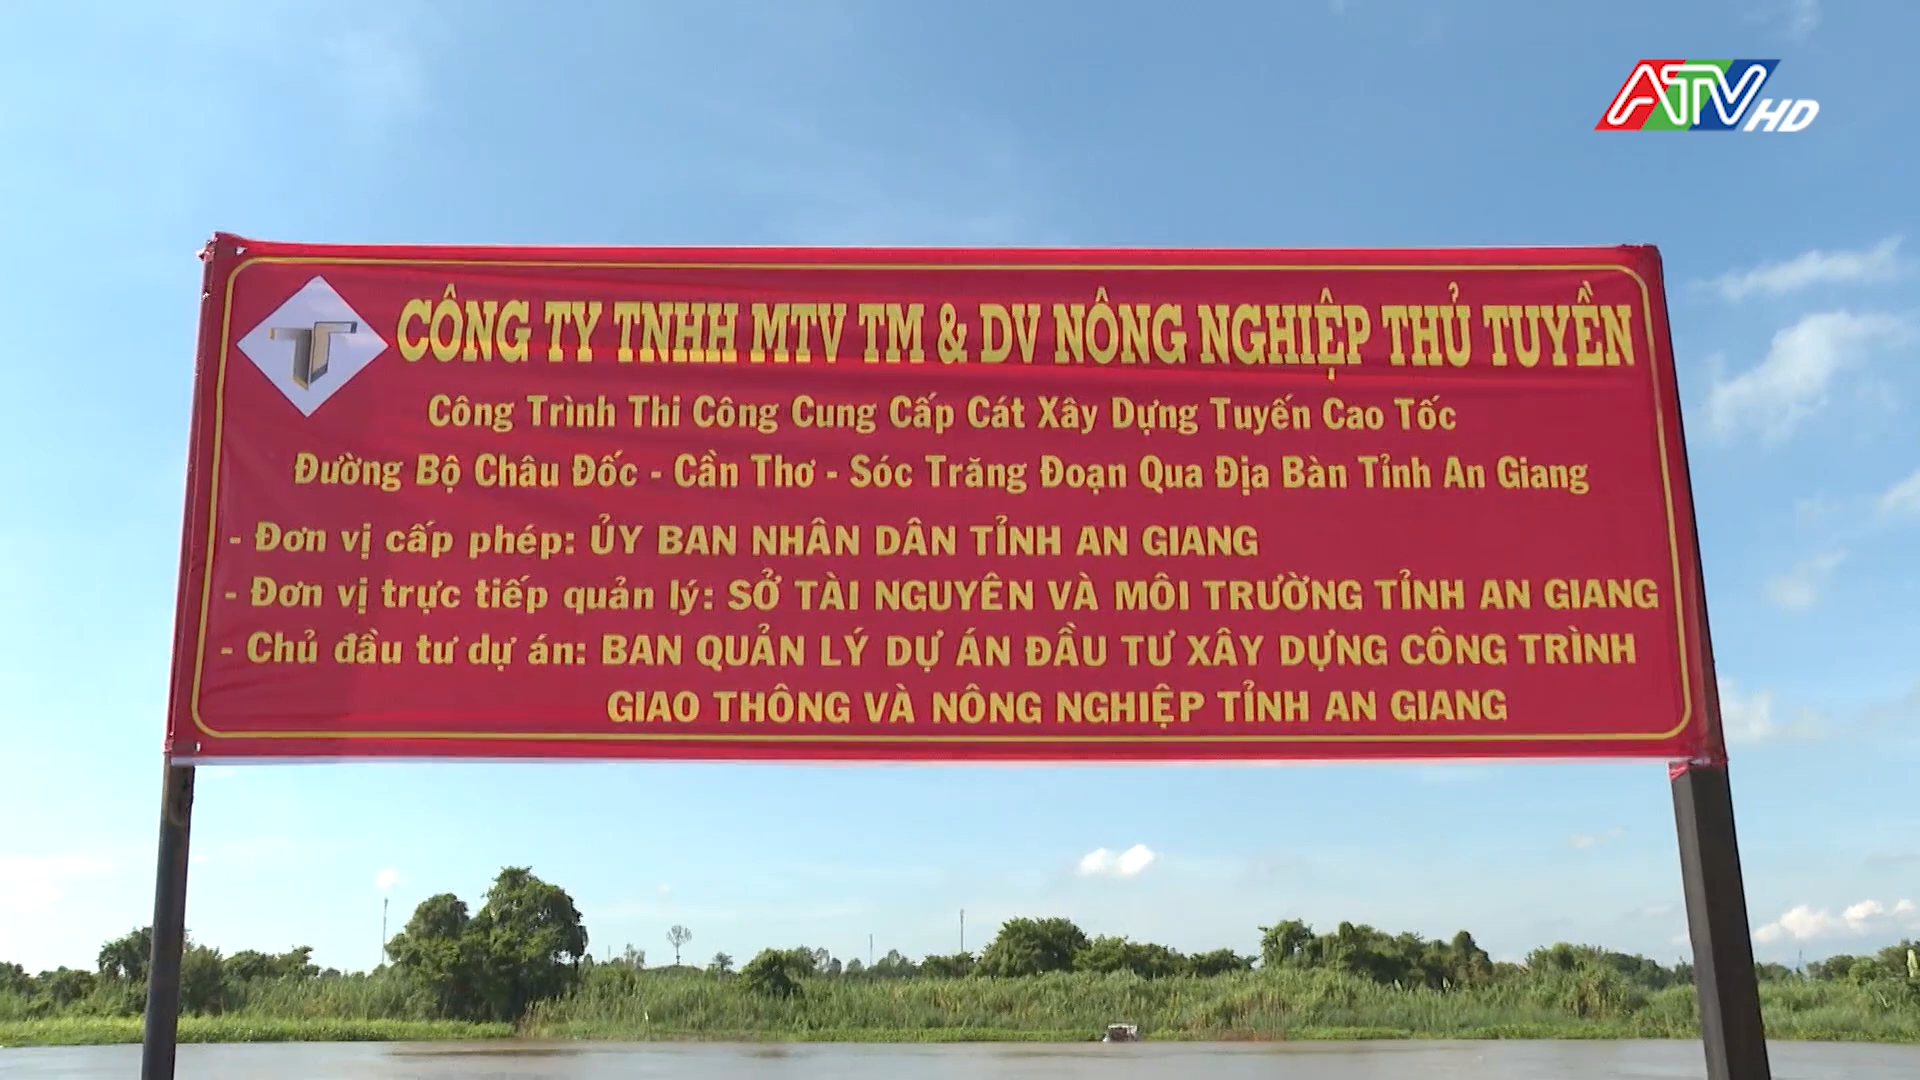 ATV HD
CÔNG TY TNHH MTV TM & DV NÔNG NGHIỆP THỦ TUYỀN
Công Trình Thi Công Cung Cấp Cát Xây Dựng Tuyến Cao Tốc
Đường Bộ Châu Đốc - Cần Thơ - Sóc Trăng Đoạn Qua Địa Bàn Tỉnh An Giang
- Đơn vị cấp phép: ỦY BAN NHÂN DÂN TỈNH AN GIANG
- Đơn vị trực tiếp quản lý: SỞ TÀI NGUYÊN VÀ MÔI TRƯỜNG TỈNH AN GIANG
- Chủ đầu tư dự án: BAN QUẢN LÝ DỰ ÁN ĐẦU TƯ XÂY DỰNG CÔNG TRÌNH
GIAO THÔNG VÀ NÔNG NGHIỆP TỈNH AN GIANG